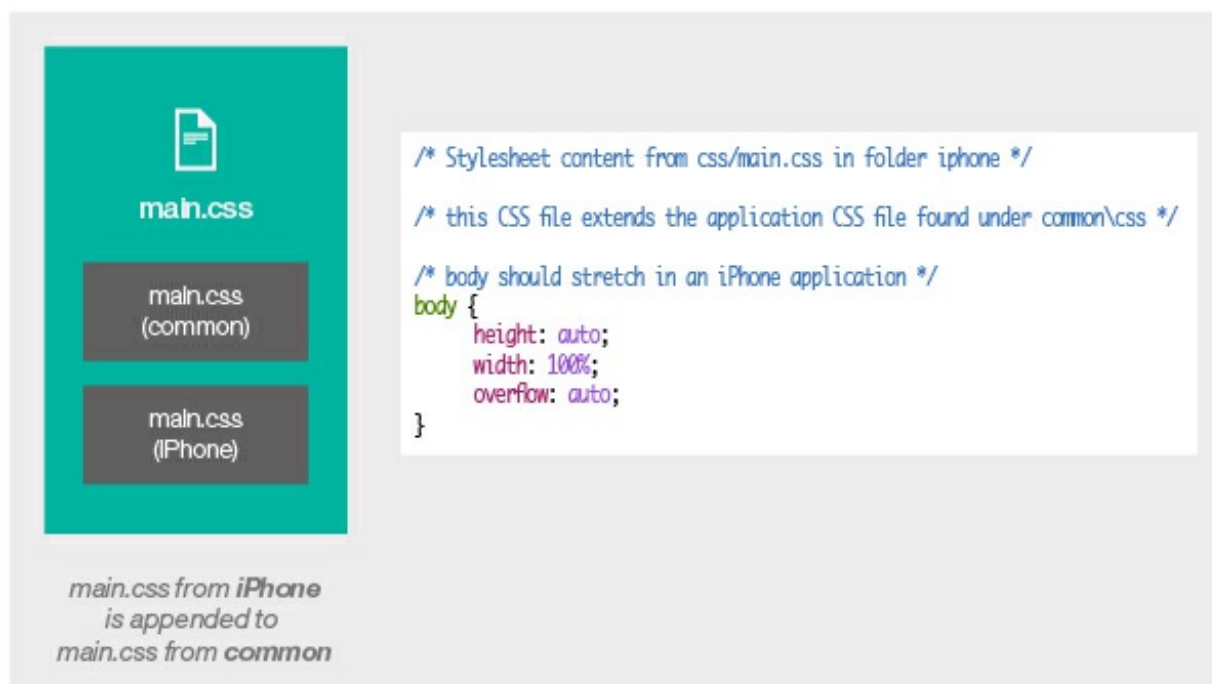 main.css
main.css
(common)
main.css
(iPhone)
main.css from iPhone
is appended to
main.css from common
/* Stylesheet content from css/main.css in folder iphone */
/* this CSS file extends the application CSS file found under common\css */
/* body should stretch in an iPhone application */
body {
height: auto;
width: 100%;
overflow: auto;
}